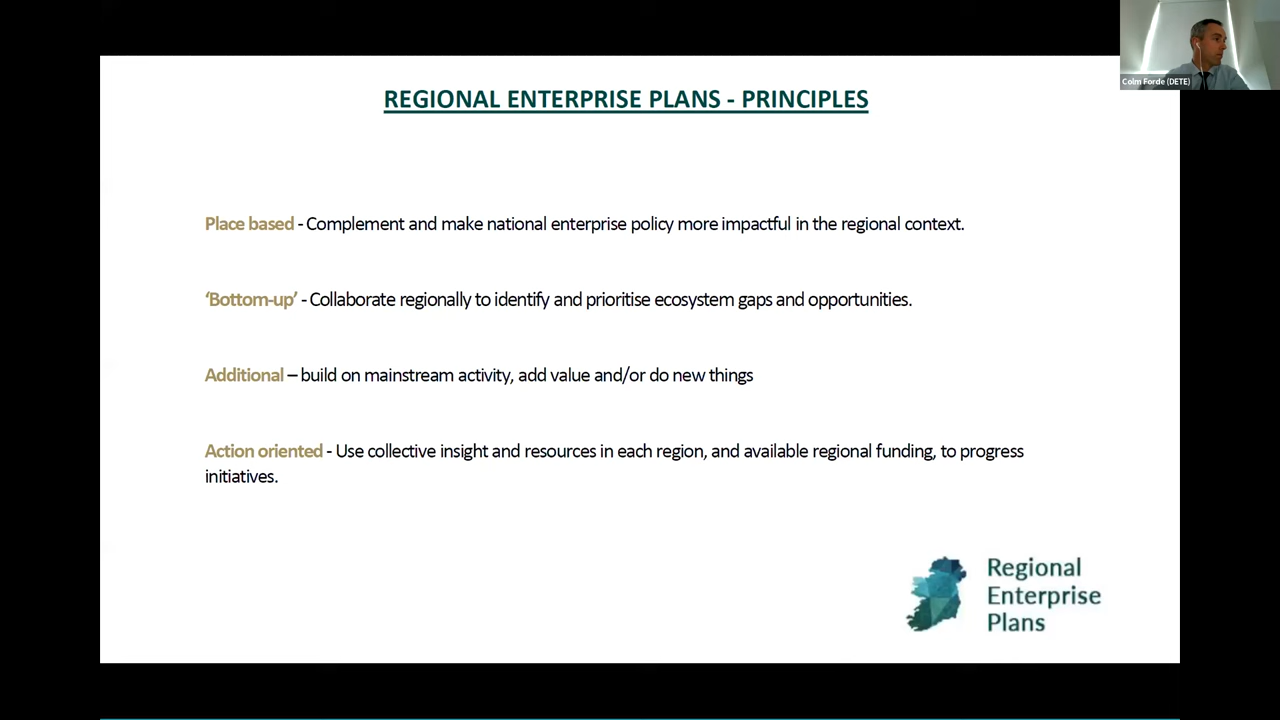 Colm Forde (DETE)
REGIONAL ENTERPRISE PLANS - PRINCIPLES
Place based - Complement and make national enterprise policy more impactful in the regional context.
‘Bottom-up’ - Collaborate regionally to identify and prioritise ecosystem gaps and opportunities.
Additional – build on mainstream activity, add value and/or do new things
Action oriented - Use collective insight and resources in each region, and available regional funding, to progress
initiatives.
Regional
Enterprise
Plans